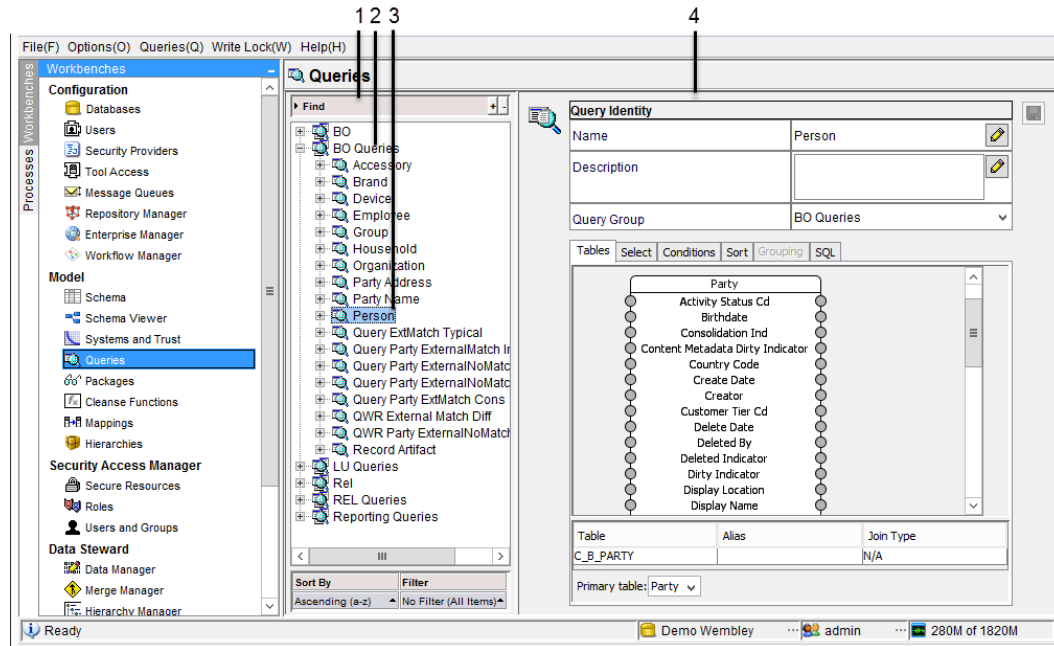 1 2 3 4
File(F) Options(O) Queries(Q) Write Lock(W) Help(H)
Processes Workbenches
Workbenches
Configuration
Databases
Users
Security Providers
Tool Access
Message Queues
Repository Manager
Enterprise Manager
Workflow Manager
Model
Schema
Schema Viewer
Systems and Trust
Queries
Packages
Cleanse Functions
Mappings
Hierarchies
Security Access Manager
Secure Resources
Roles
Users and Groups
Data Steward
Data Manager
Merge Manager
Hierarchy Manager
Queries
Find + -
BO
BO Queries
Accessory
Brand
Device
Employee
Group
Household
Organization
Party Address
Party Name
Person
Query ExtMatch Typical
Query Party ExternalMatch Ir
Query Party ExternalNoMatc
Query Party ExternalNoMatc
Query Party ExtMatch Cons
QWR External Match Diff
QWR Party ExternalNoMatch
Record Artifact
LU Queries
Rel
REL Queries
Reporting Queries
Sort By Filter
Ascending (a-z) No Filter (All Items)
Query Identity
Name Person
Description
Query Group BO Queries
Tables Select Conditions Sort Grouping SQL
Party
Activity Status Cd
Birthdate
Consolidation Ind
Content Metadata Dirty Indicator
Country Code
Create Date
Creator
Customer Tier Cd
Delete Date
Deleted By
Deleted Indicator
Dirty Indicator
Display Location
Display Name
Table Alias Join Type
C_B_PARTY N/A
Primary table: Party
Ready Demo Wembley ... admin ... 280M of 1820M